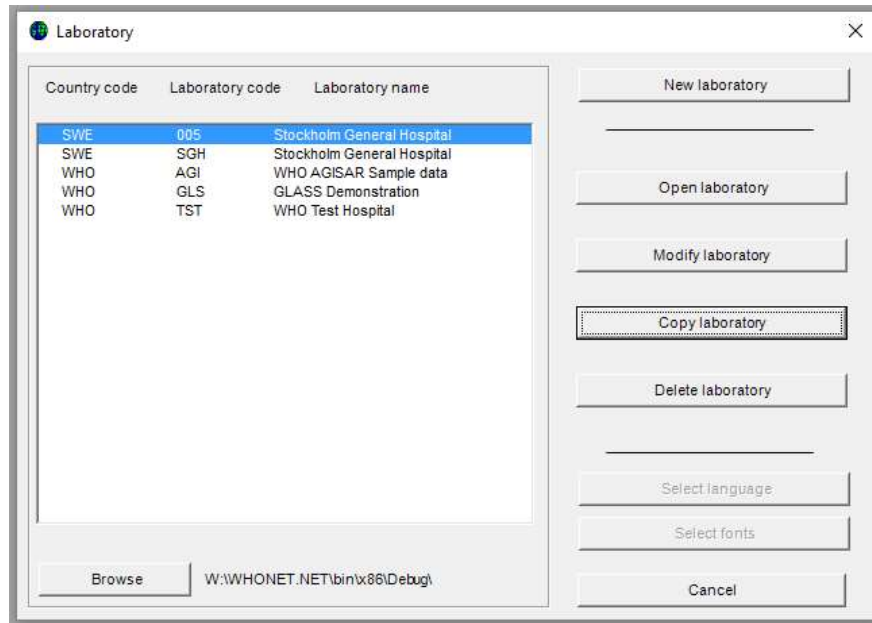 Laboratory
Country code Laboratory code Laboratory name
SWE 005 Stockholm General Hospital
SWE SGH Stockholm General Hospital
WHO AGI WHO AGISAR Sample data
WHO GLS GLASS Demonstration
WHO TST WHO Test Hospital
Browse W:\WHONET.NET\bin\x86\Debug\
New laboratory
Open laboratory
Modify laboratory
Copy laboratory
Delete laboratory
Select language
Select fonts
Cancel